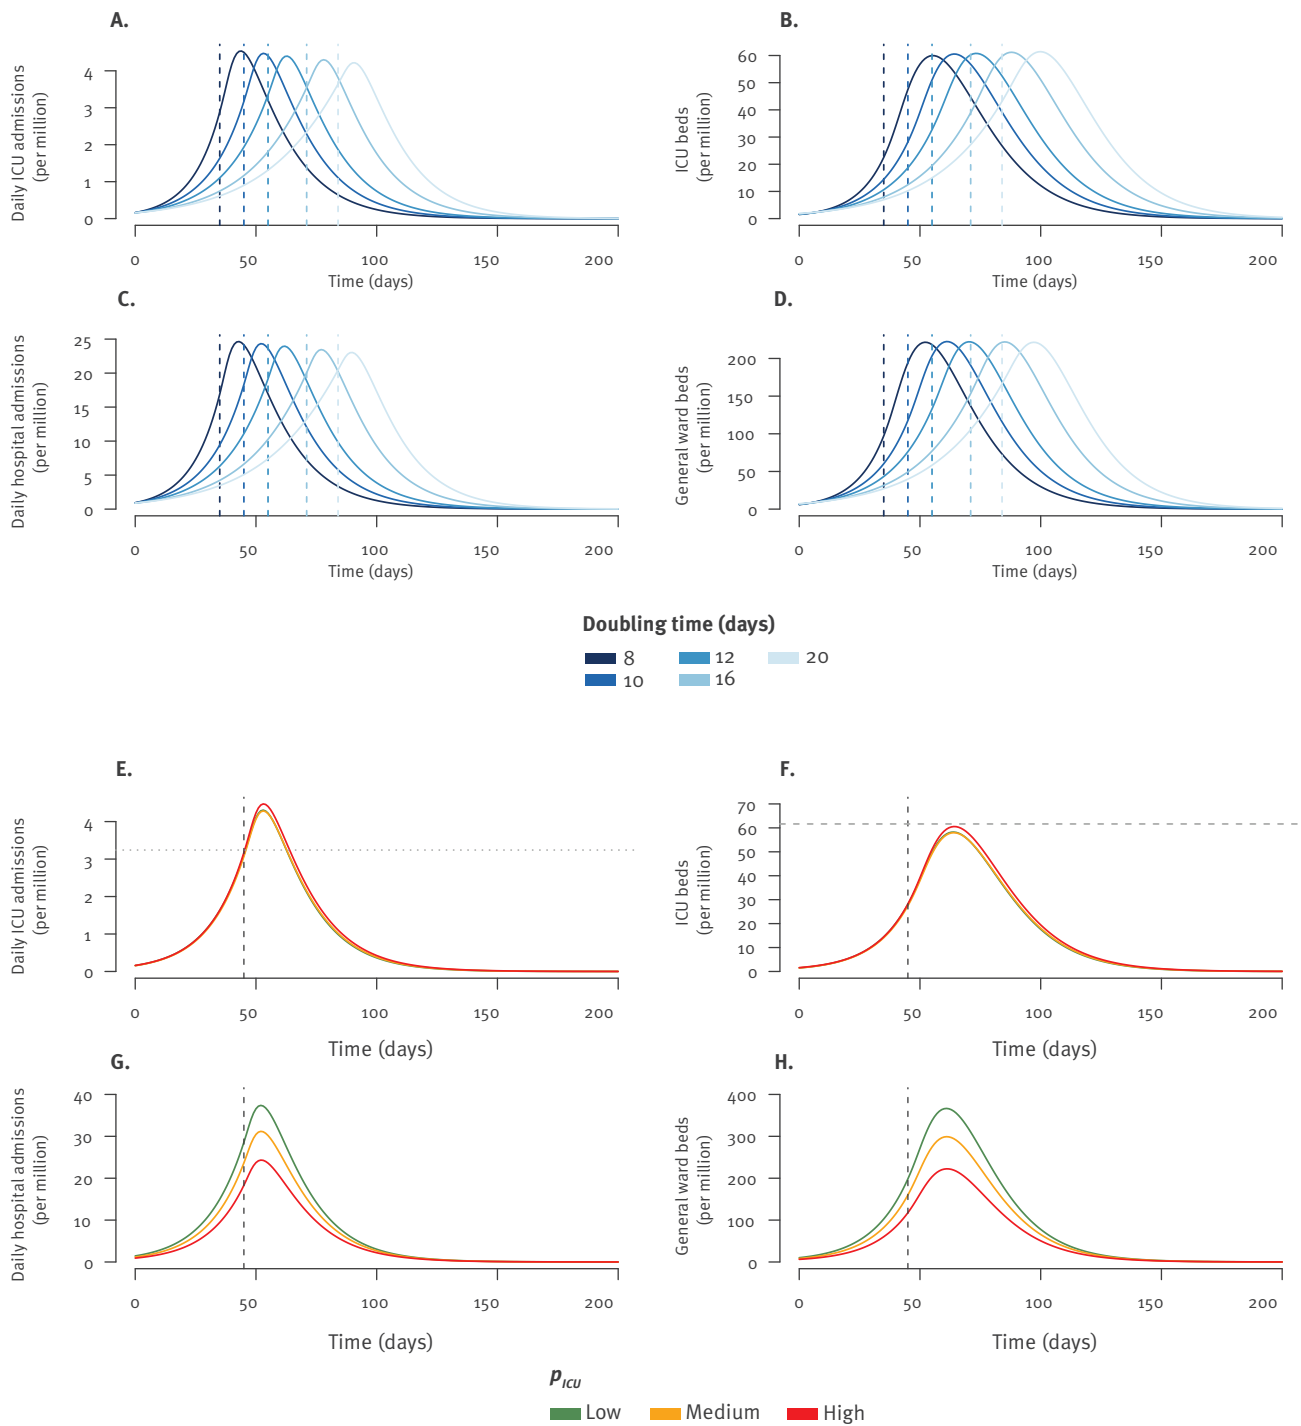 A.
B.
Daily ICU admissions
(per million)
4
3
2
1
0
0 50 100 150 200
Time (days)
ICU beds
(per million)
60
50
40
30
20
10
0
0 50 100 150 200
Time (days)
C.
D.
Daily hospital admissions
(per million)
25
20
15
10
5
0
0 50 100 150 200
Time (days)
General ward beds
(per million)
200
150
100
50
0
0 50 100 150 200
Time (days)
Doubling time (days)
8 12 20
10 16
E.
F.
Daily ICU admissions
(per million)
4
3
2
1
0
0 50 100 150 200
Time (days)
ICU beds
(per million)
70
60
50
40
30
20
10
0
0 50 100 150 200
Time (days)
G.
H.
Daily hospital admissions
(per million)
40
30
20
10
0
0 50 100 150 200
Time (days)
General ward beds
(per million)
400
300
200
100
0
0 50 100 150 200
Time (days)
pICU
Low Medium High